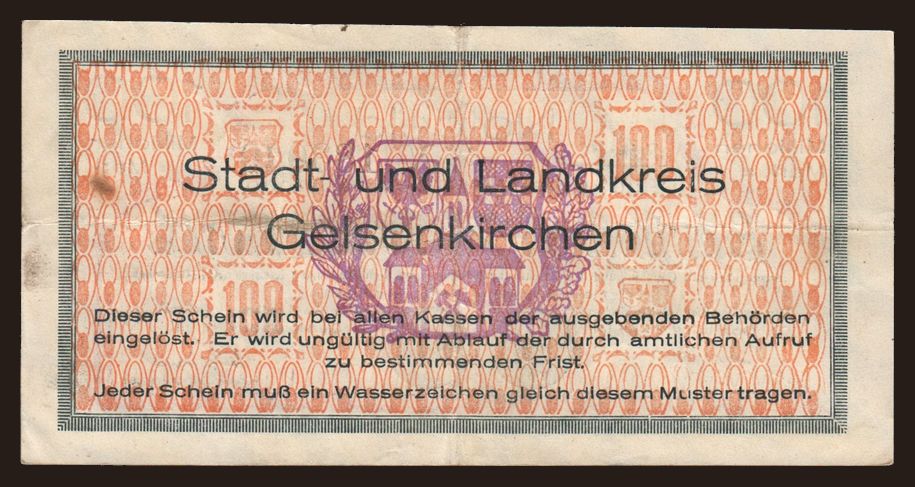 100
Stadt- und Landkreis
Gelsenkirchen
100
Dieser Schein wird bei allen Kassen der ausgebenden Behörden
eingelöst. Er wird ungültig mit Ablauf der durch amtlichen Aufruf
zu bestimmenden Frist.
Jeder Schein muß ein Wasserzeichen gleich diesem Muster tragen.